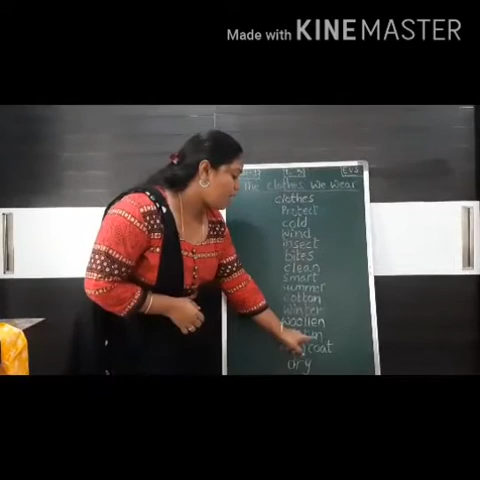 Made with KINEMASTER
EVS
The clothes We Wear
clothes
Protect
cold
wind
insect
bites
clean
smart
summer
cotton
winter
woolen
coat
dry